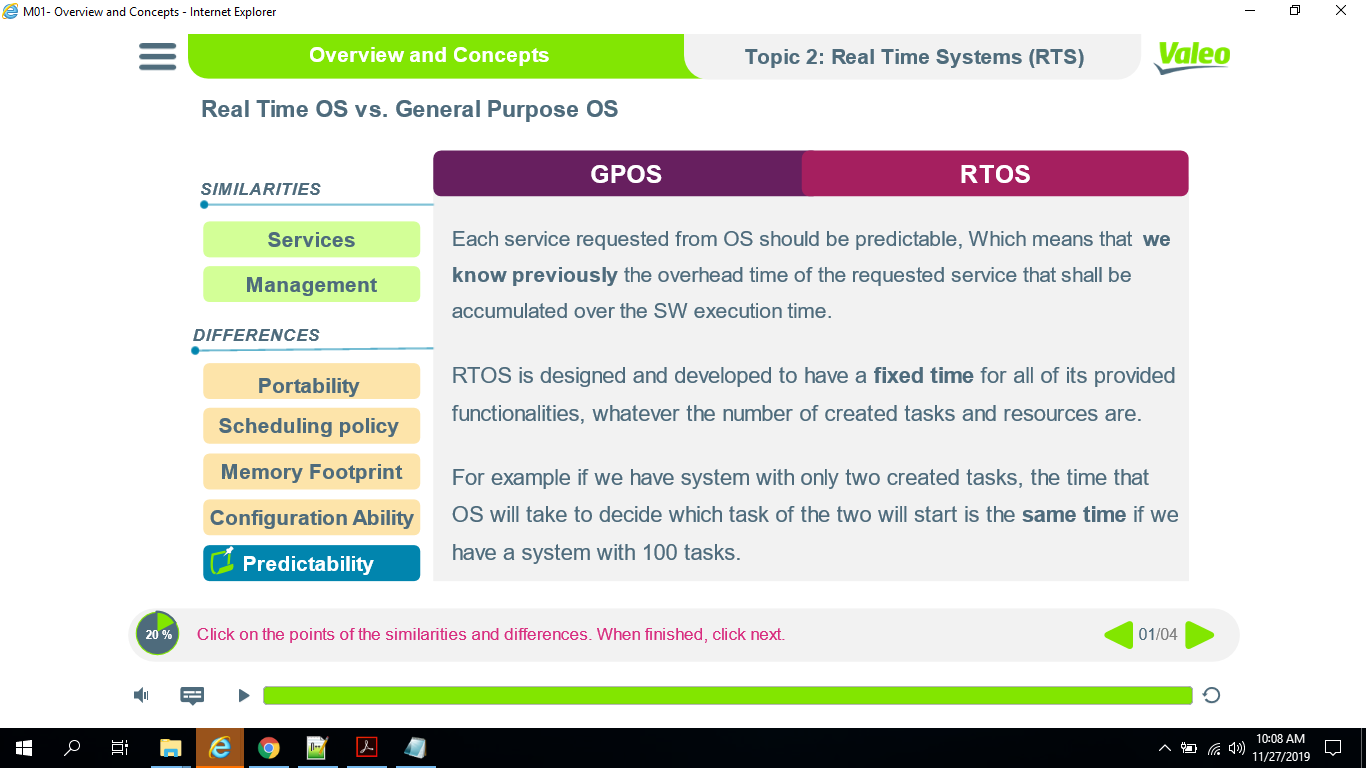 M01- Overview and Concepts - Internet Explorer
Overview and Concepts
Topic 2: Real Time Systems (RTS)
Valeo
Real Time OS vs. General Purpose OS
GPOS
RTOS
SIMILARITIES
Services
Management
DIFFERENCES
Portability
Scheduling policy
Memory Footprint
Configuration Ability
Predictability
Each service requested from OS should be predictable, Which means that we
know previously the overhead time of the requested service that shall be
accumulated over the SW execution time.
RTOS is designed and developed to have a fixed time for all of its provided
functionalities, whatever the number of created tasks and resources are.
For example if we have system with only two created tasks, the time that
OS will take to decide which task of the two will start is the same time if we
have a system with 100 tasks.
20 %
Click on the points of the similarities and differences. When finished, click next.
01/04
10:08 AM
11/27/2019